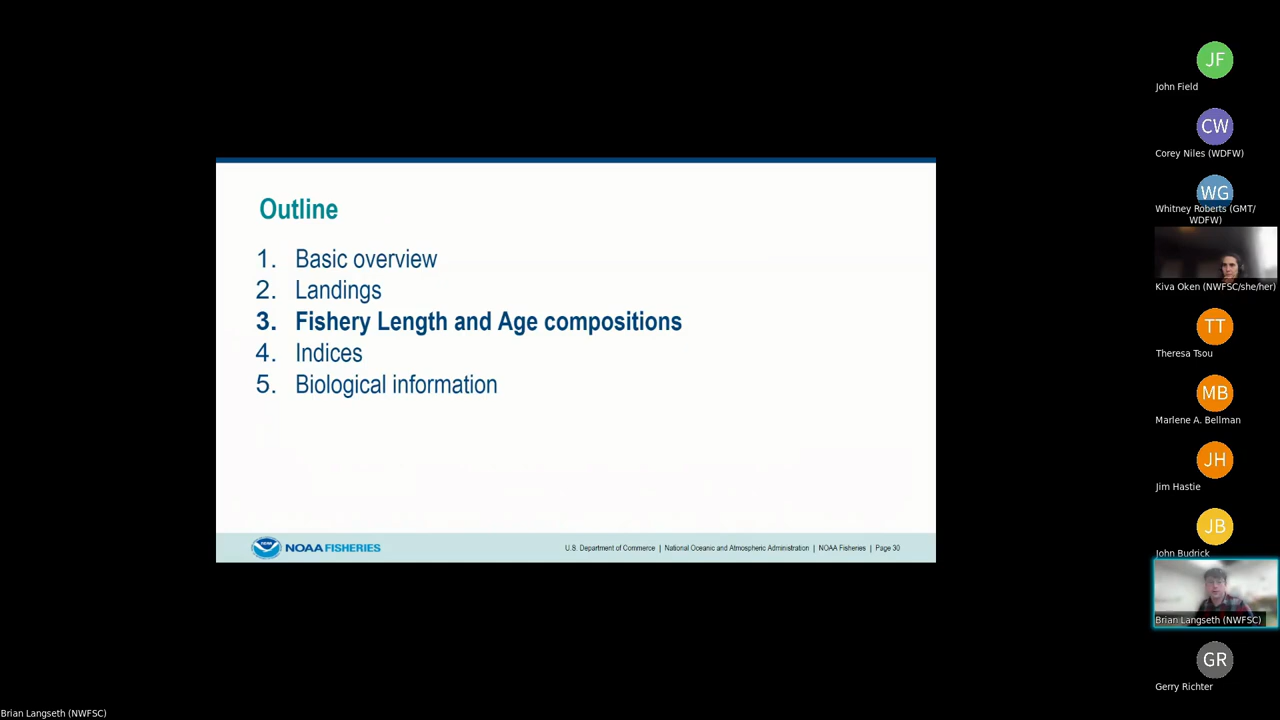 Outline
1. Basic overview
2. Landings
3. Fishery Length and Age compositions
4. Indices
5. Biological information
NOAA FISHERIES
U.S. Department of Commerce | National Oceanic and Atmospheric Administration | NOAA Fisheries | Page 30
JF
John Field
CW
Corey Niles (WDFW)
WG
Whitney Roberts (GMT/
WDFW)
Kiva Oken (NWFSC/she/her)
TT
Theresa Tsou
MB
Marlene A. Bellman
JH
Jim Hastie
JB
John Budrick
Brian Langseth (NWFSC)
GR
Gerry Richter
Brian Langseth (NWFSC)